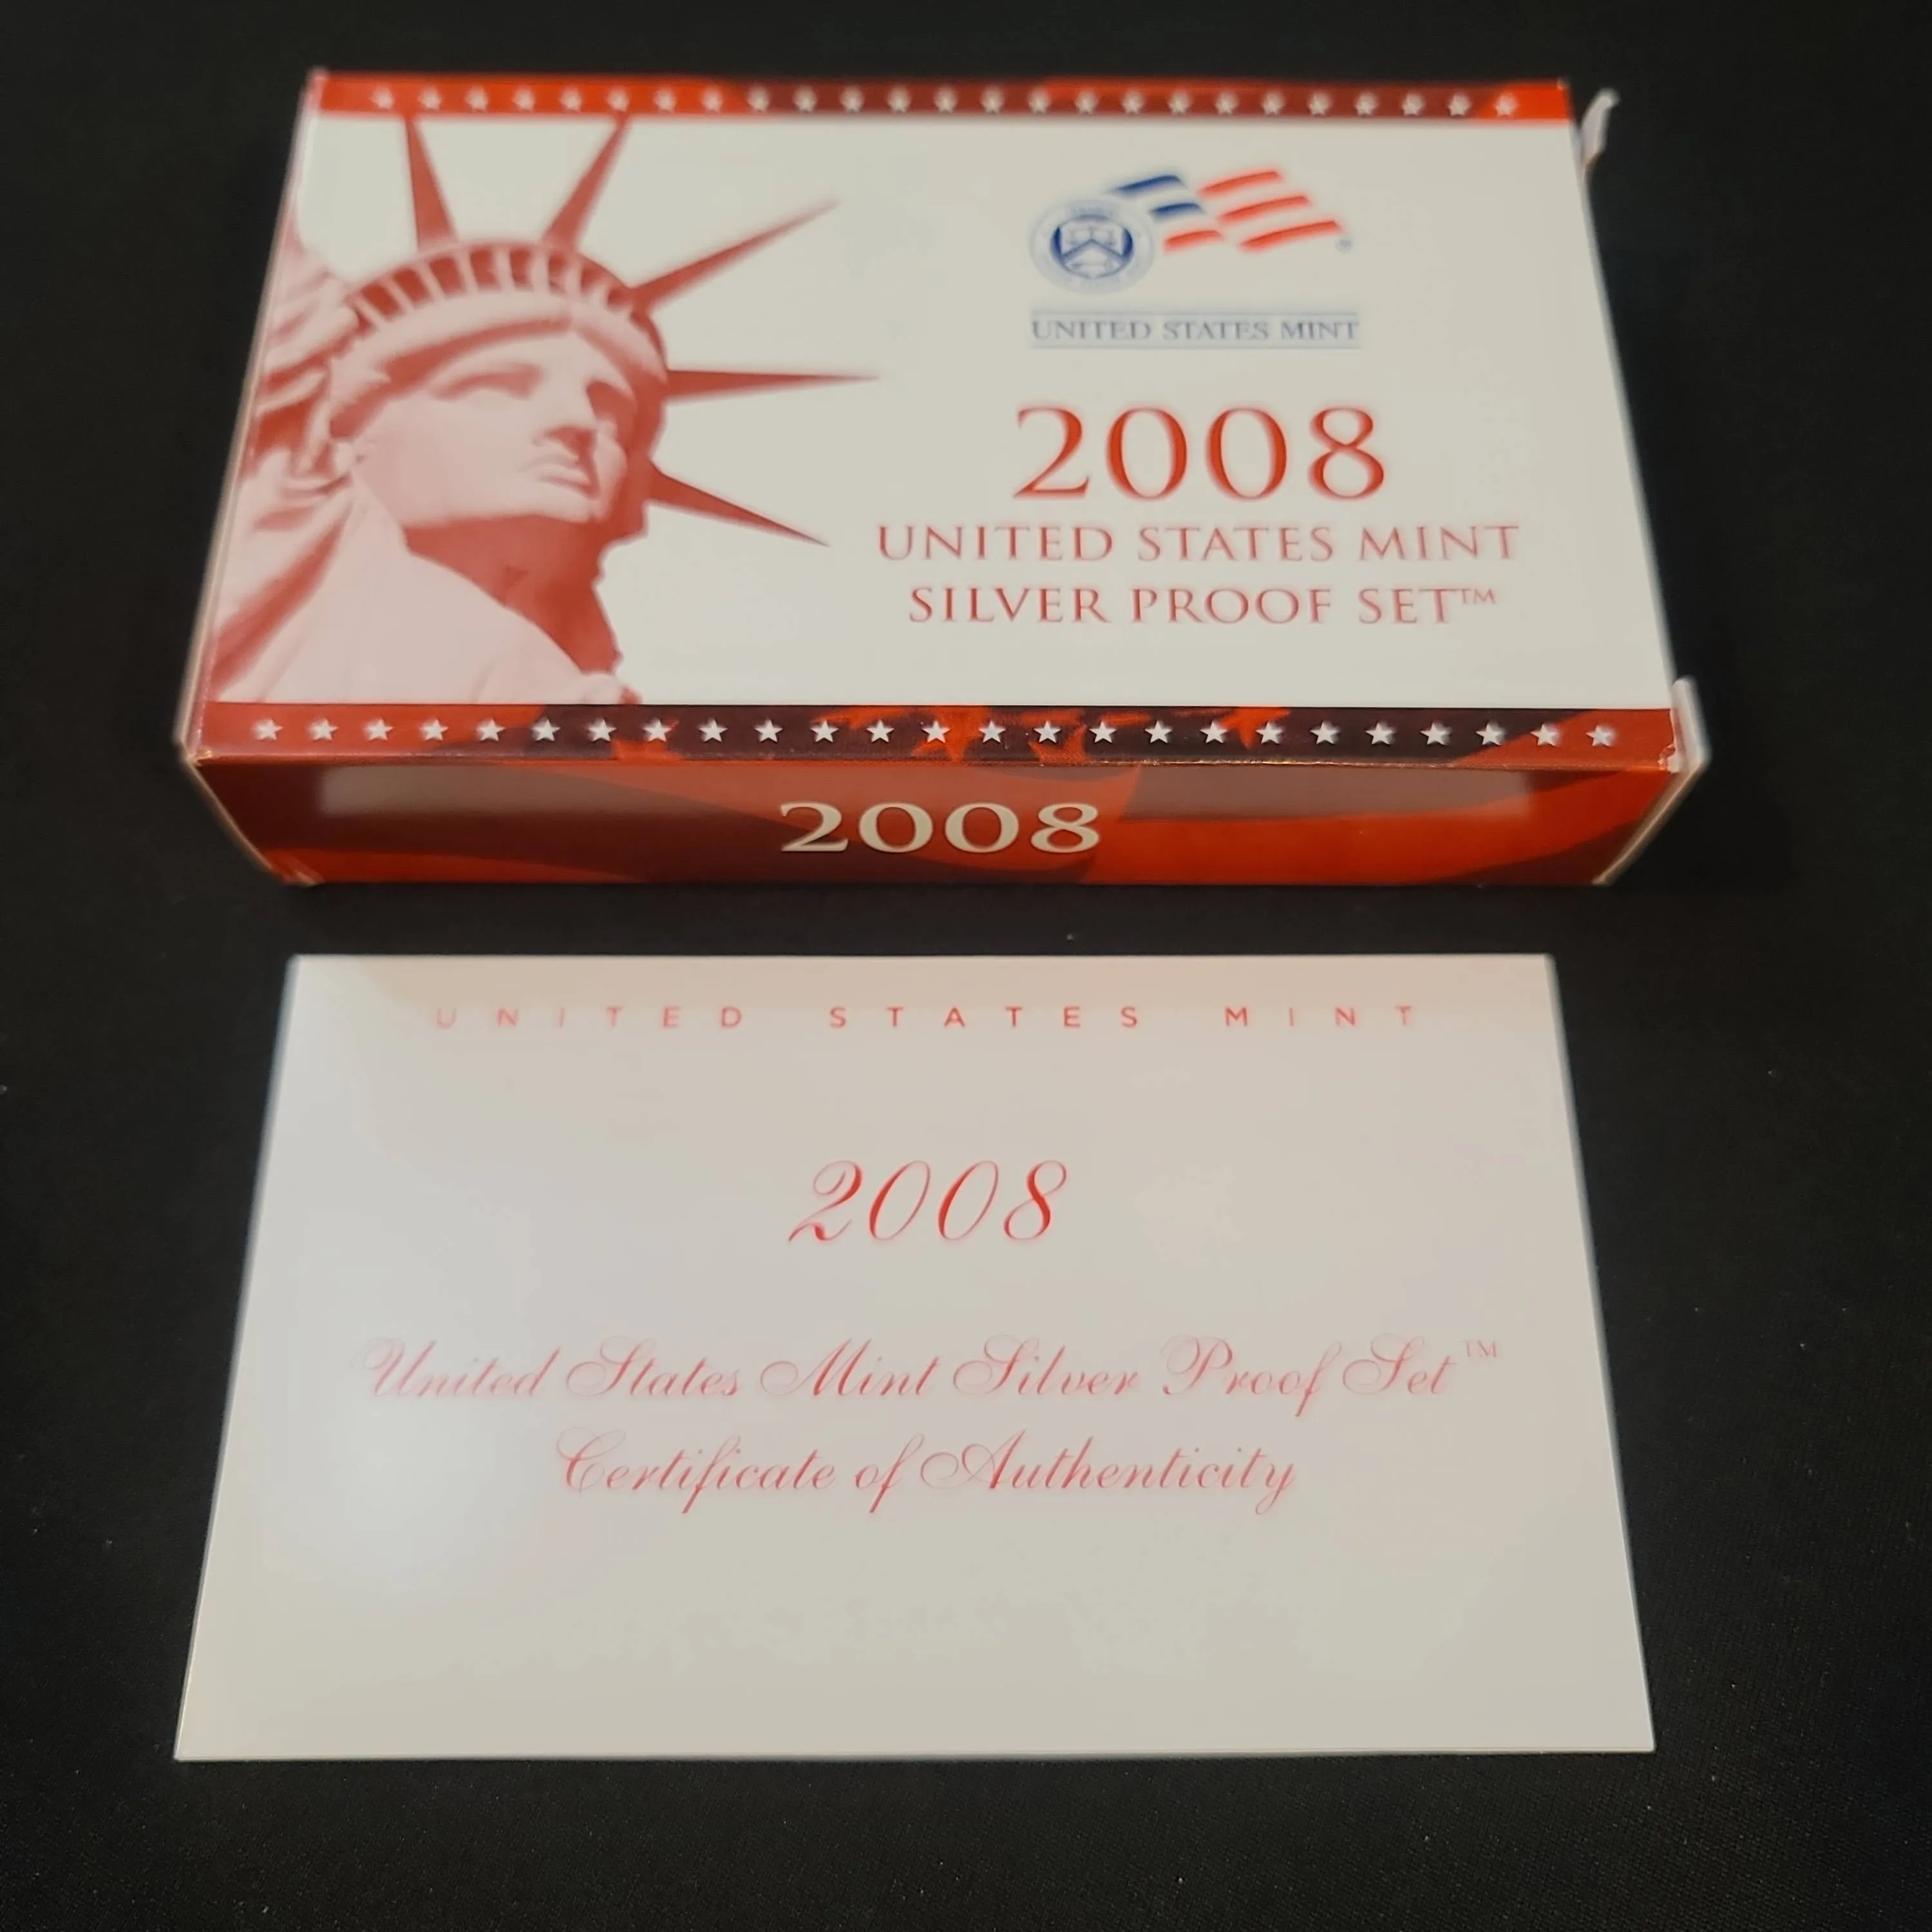 UNITED STATES MINT
2008
UNITED STATES MINT
SILVER PROOF SET™
2008
UNITED STATES MINT
2008
United States Mint Silver Proof Set™
Certificate of Authenticity